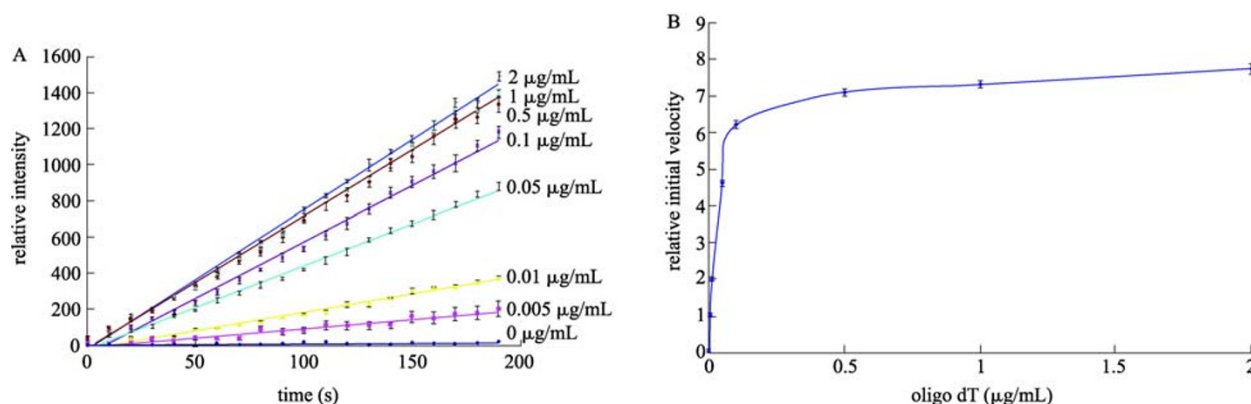 A
relative intensity
1600
1400
1200
1000
800
600
400
200
0
0
50
100
150
200
time (s)
2 µg/mL
1 µg/mL
0.5 µg/mL
0.1 µg/mL
0.05 µg/mL
0.01 µg/mL
0.005 µg/mL
0 µg/mL
B
relative initial velocity
9
8
7
6
5
4
3
2
1
0
0
0.5
1
1.5
2
oligo dT (µg/mL)